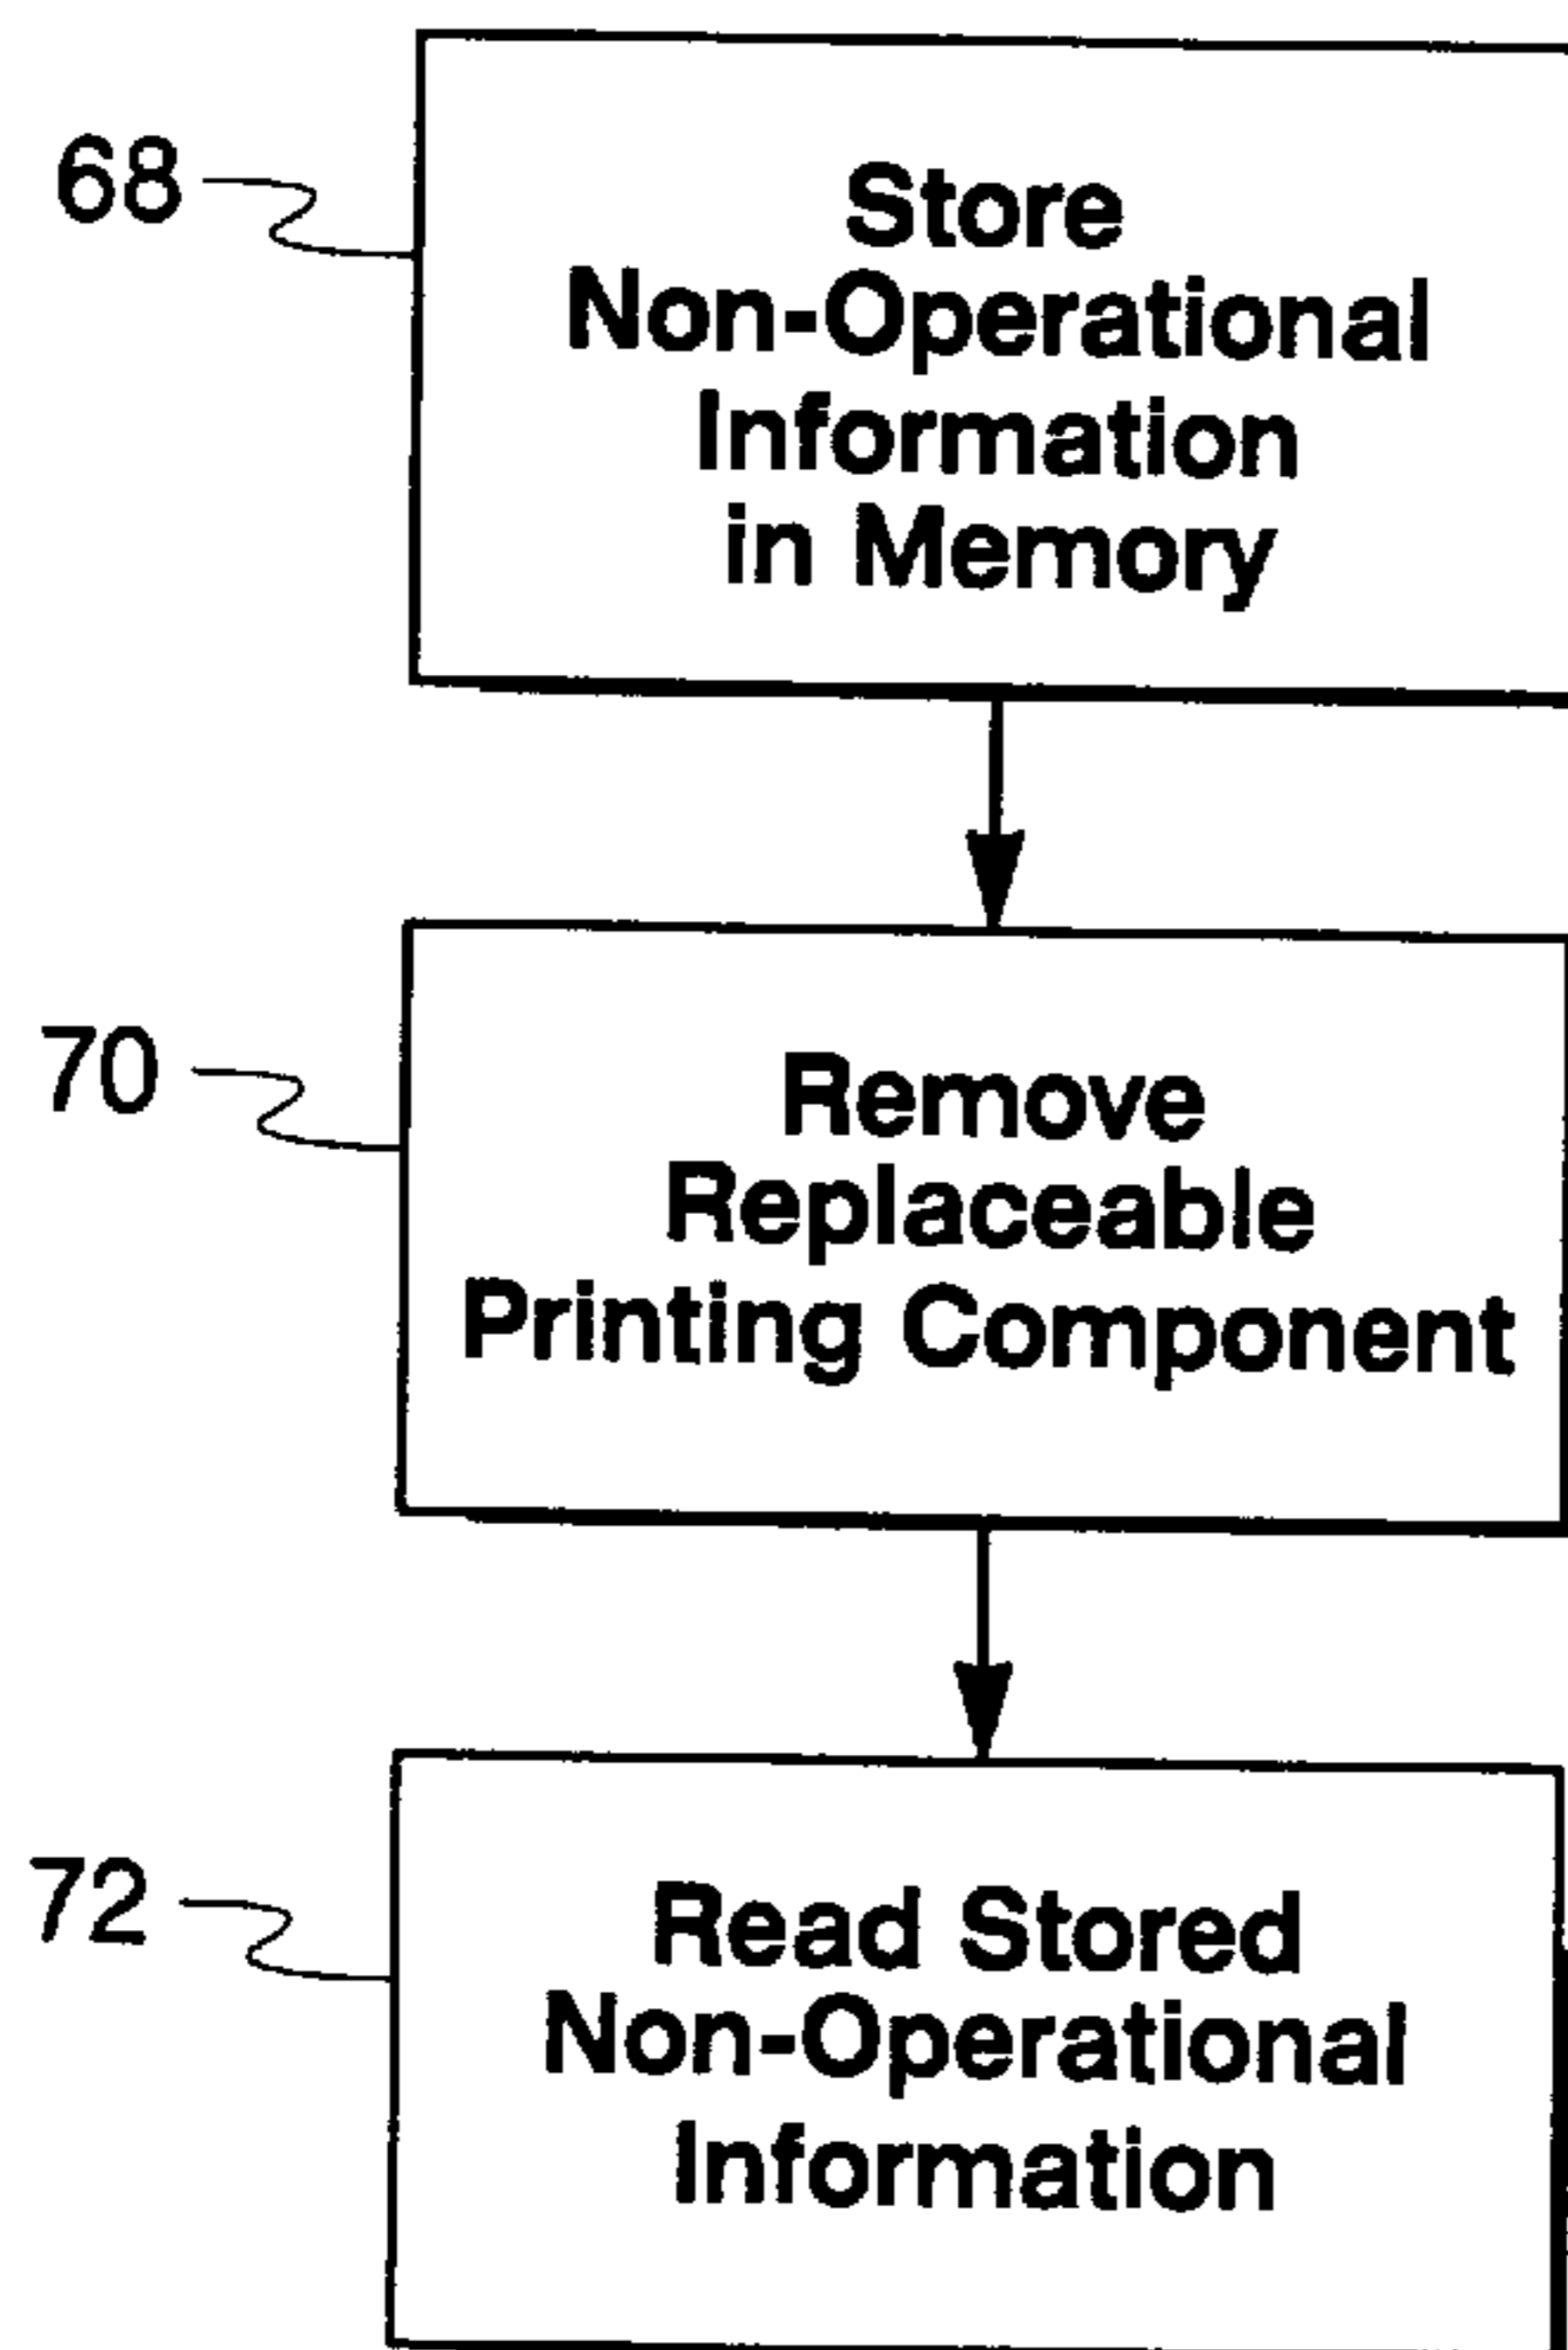 68
Store
Non-Operational
Information
in Memory
70
Remove
Replaceable
Printing Component
72
Read Stored
Non-Operational
Information